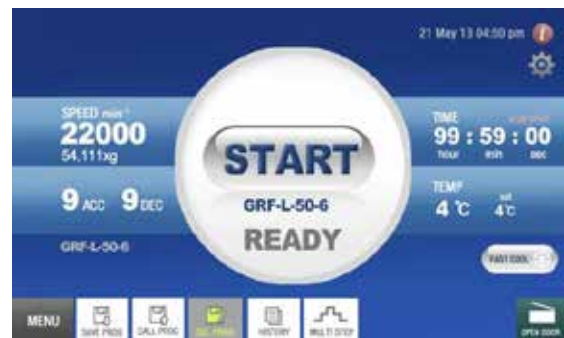 21 May 13 04:50 pm
SPEED min⁻¹
22000
54,111xg
TIME
99 : 59 : 00
hour min sec
START
GRF-L-50-6
READY
9 ACC 9 DEC
TEMP set
4 ℃ 4℃
GRF-L-50-6
FAST COOL
MENU
SAVE PROG
CALL PROG
HISTORY
MULTI STEP
OPEN DOOR